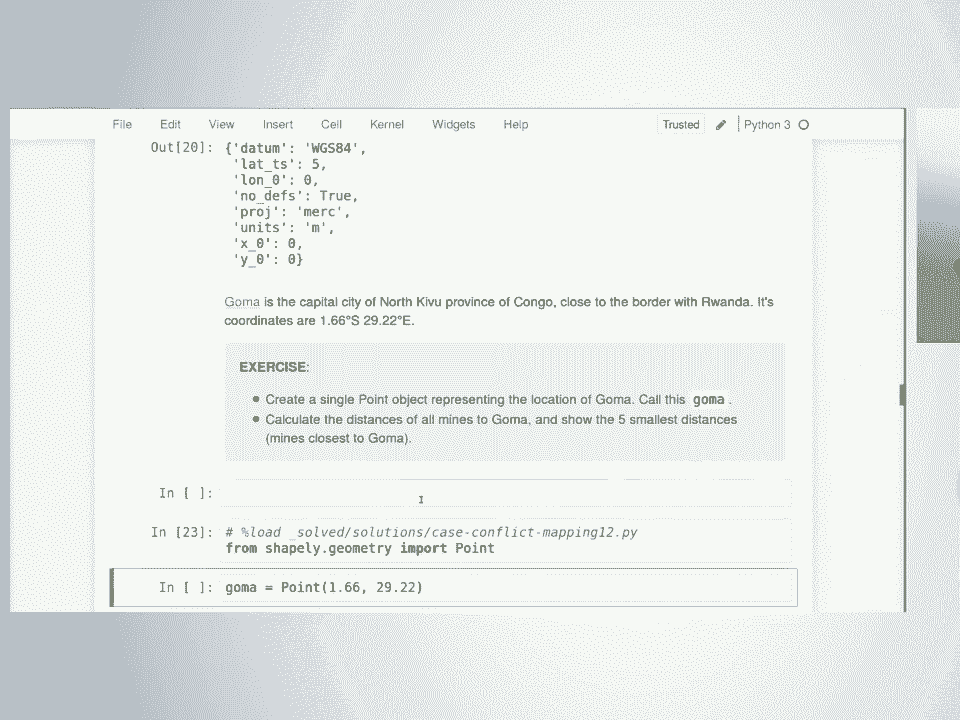 File Edit View Insert Cell Kernel Widgets Help Trusted Python 3
Out[20]: {'datum': 'WGS84',
'lat_ts': 5,
'lon_0': 0,
'no_defs': True,
'proj': 'merc',
'units': 'm',
'x_0': 0,
'y_0': 0}
Goma is the capital city of North Kivu province of Congo, close to the border with Rwanda. It's
coordinates are 1.66°S 29.22°E.
EXERCISE:
• Create a single Point object representing the location of Goma. Call this goma .
• Calculate the distances of all mines to Goma, and show the 5 smallest distances
(mines closest to Goma).
In [ ]:
In [23]: # %load _solved/solutions/case-conflict-mapping12.py
from shapely.geometry import Point
In [ ]: goma = Point(1.66, 29.22)